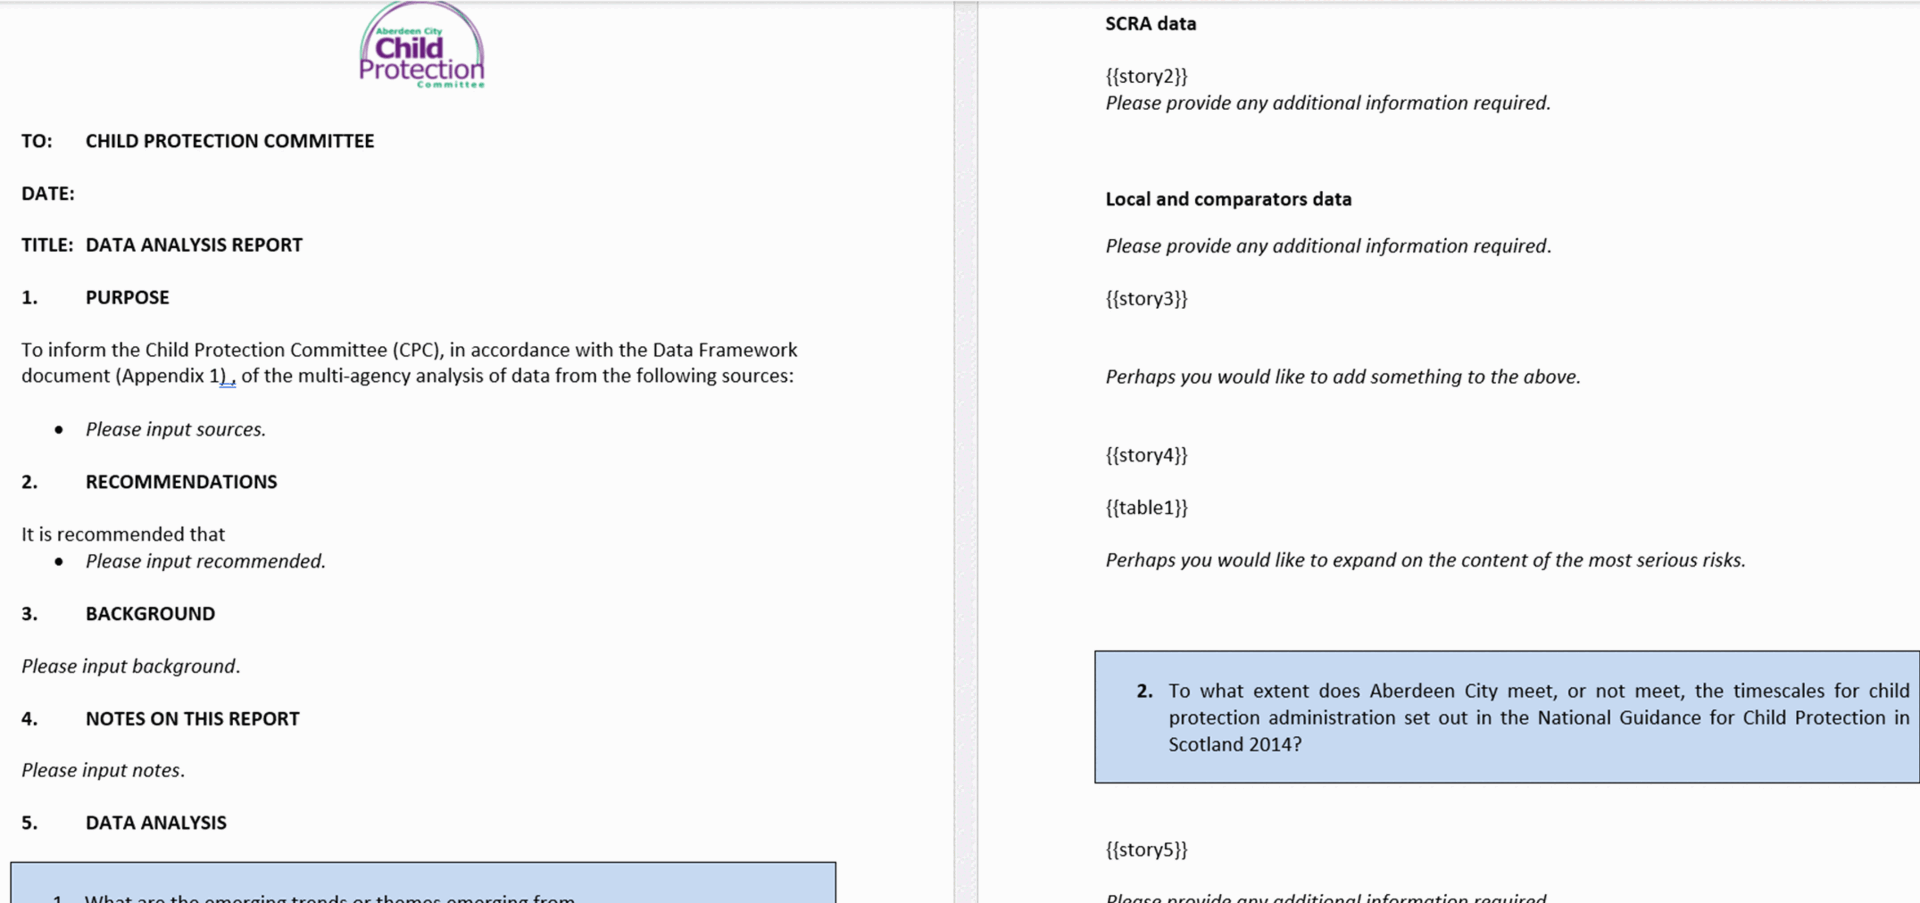 Aberdeen City
Child
Protection
Committee
TO: CHILD PROTECTION COMMITTEE
DATE:
TITLE: DATA ANALYSIS REPORT
1. PURPOSE
To inform the Child Protection Committee (CPC), in accordance with the Data Framework
document (Appendix 1) , of the multi-agency analysis of data from the following sources:
• Please input sources.
2. RECOMMENDATIONS
It is recommended that
• Please input recommended.
3. BACKGROUND
Please input background.
4. NOTES ON THIS REPORT
Please input notes.
5. DATA ANALYSIS
1. What are the emerging trends or themes emerging from
SCRA data
{{story2}}
Please provide any additional information required.
Local and comparators data
Please provide any additional information required.
{{story3}}
Perhaps you would like to add something to the above.
{{story4}}
{{table1}}
Perhaps you would like to expand on the content of the most serious risks.
2. To what extent does Aberdeen City meet, or not meet, the timescales for child
protection administration set out in the National Guidance for Child Protection in
Scotland 2014?
{{story5}}
Please provide any additional information required.